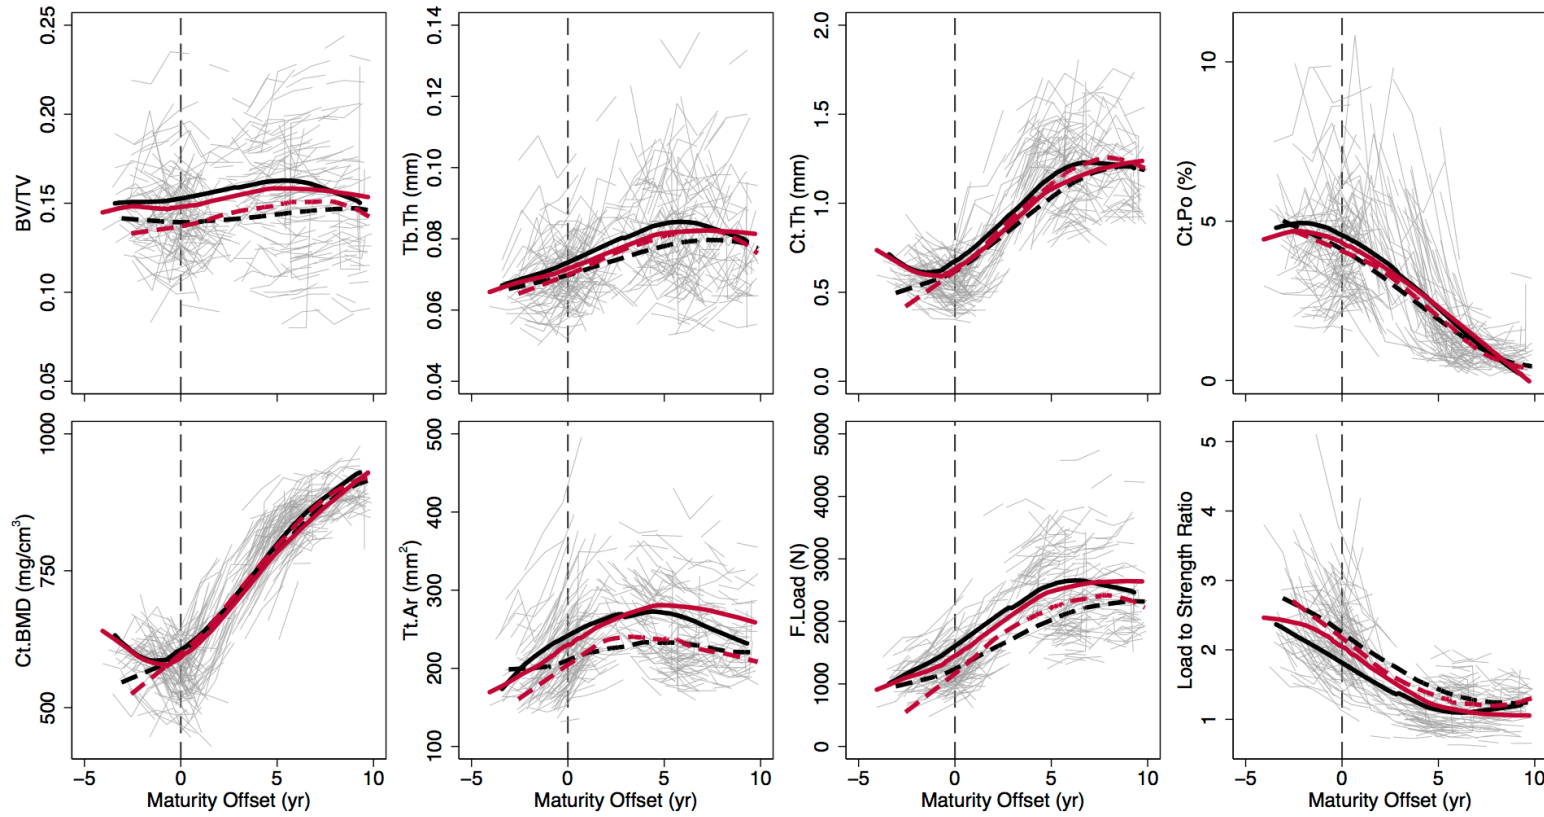 0.05 0.10 0.15 0.20 0.25
BV/TV
0.04 0.06 0.08 0.10 0.12 0.14
Tb.Th (mm)
0.0 0.5 1.0 1.5 2.0
Ct.Th (mm)
0 5 10
Ct.Po (%)
500 750 1000
Ct.BMD (mg/cm³)
−5 0 5 10
Maturity Offset (yr)
100 200 300 400 500
Tt.Ar (mm²)
−5 0 5 10
Maturity Offset (yr)
0 1000 2000 3000 4000 5000
F.Load (N)
−5 0 5 10
Maturity Offset (yr)
1 2 3 4 5
Load to Strength Ratio
−5 0 5 10
Maturity Offset (yr)